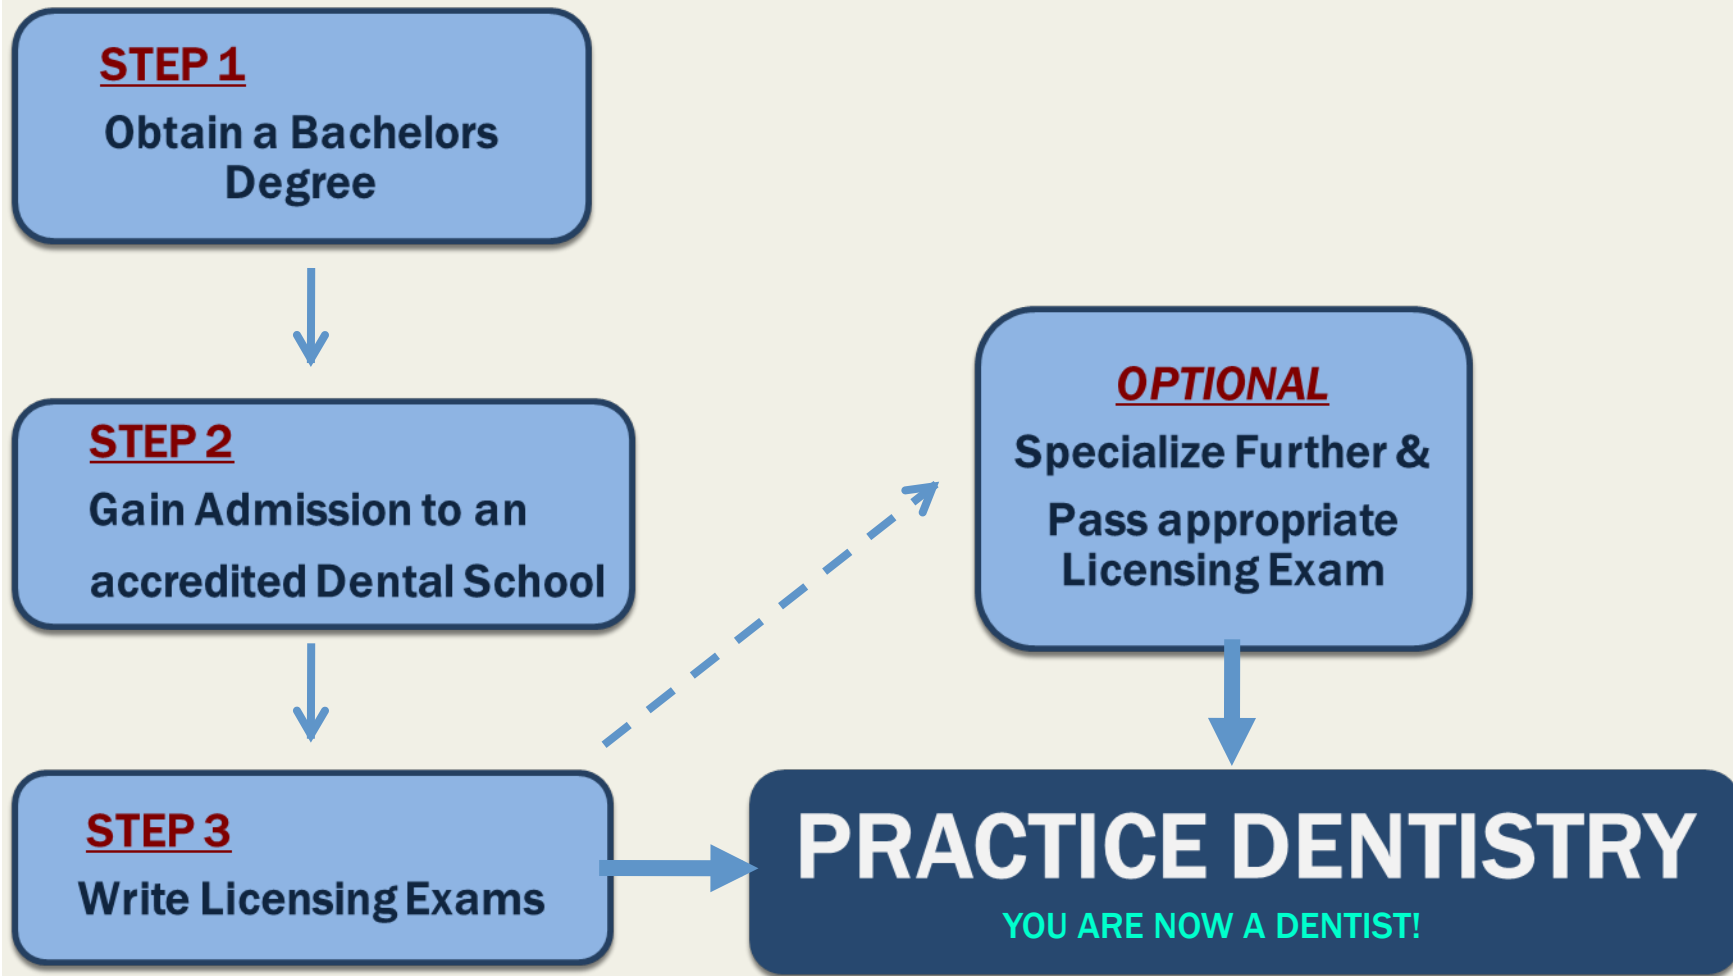 STEP 1
Obtain a Bachelors
Degree
STEP 2
Gain Admission to an
accredited Dental School
STEP 3
Write Licensing Exams
OPTIONAL
Specialize Further &
Pass appropriate
Licensing Exam
PRACTICE DENTISTRY
YOU ARE NOW A DENTIST!